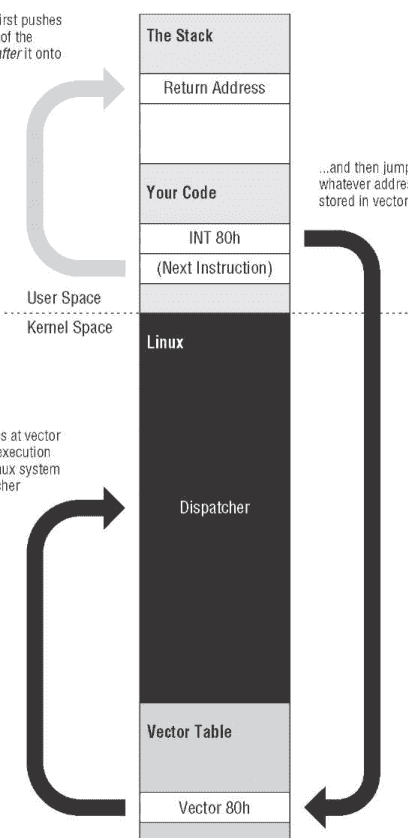 first pushes
of the
after it onto
The Stack
Return Address
...and then jump
whatever addres
stored in vector
Your Code
INT 80h
(Next Instruction)
User Space
Kernel Space
Linux
s at vector
execution
nux system
cher
Dispatcher
Vector Table
Vector 80h